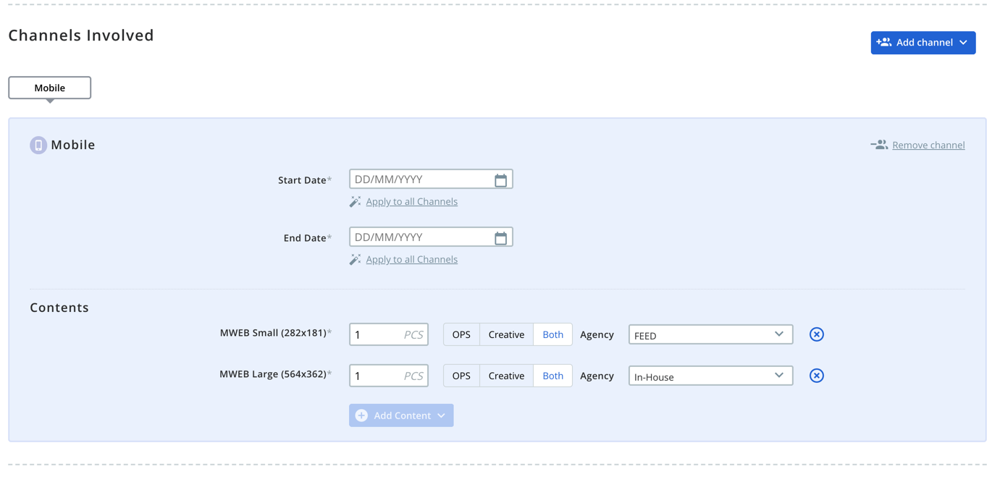 Channels Involved
Add channel
Mobile
Mobile
Remove channel
Start Date* DD/MM/YYYY
Apply to all Channels
End Date* DD/MM/YYYY
Apply to all Channels
Contents
MWEB Small (282x181)* 1 PCS OPS Creative Both Agency FEED
MWEB Large (564x362)* 1 PCS OPS Creative Both Agency In-House
Add Content